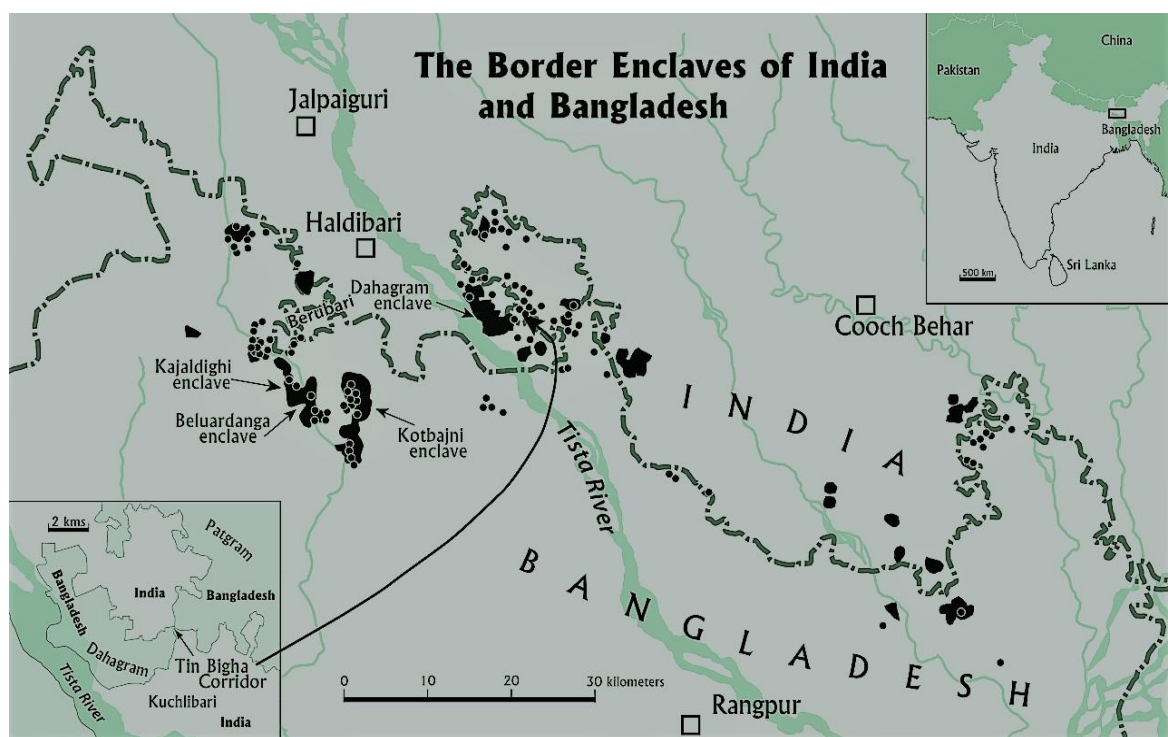 The Border Enclaves of India
and Bangladesh
China
Pakistan
Bangladesh
India
Sri Lanka
500 km
Jalpaiguri
Haldibari
Dahagram
enclave
Berubari
Cooch Behar
Kajaldighi
enclave
Beluardanga
enclave
Kotbajni
enclave
INDIA
Tista River
BANGLADESH
2 kms
Patgram
Bangladesh
India
Bangladesh
Dahagram
Tin Bigha
Corridor
Tista River
Kuchlibari
India
0 10 20 30 kilometers
Rangpur